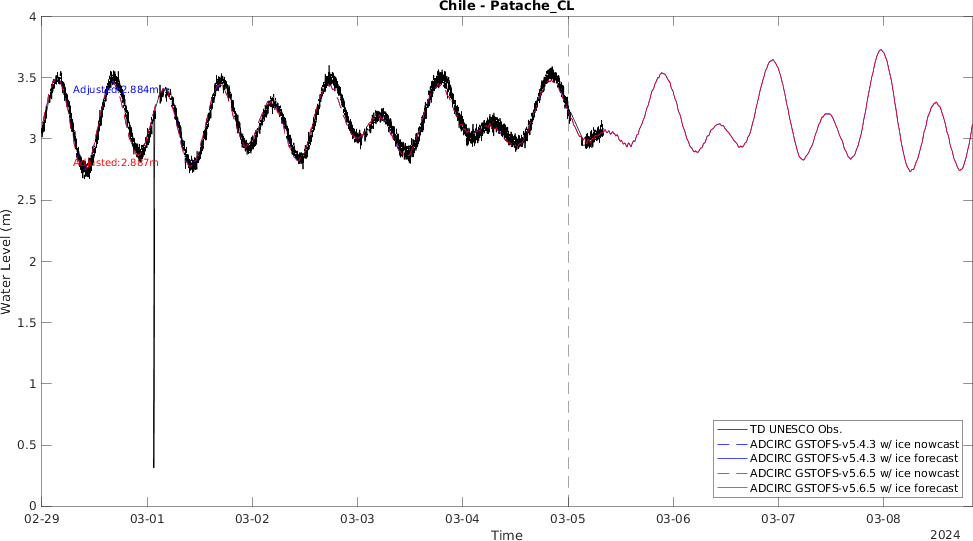 Chile - Patache_CL
4
3.5
3
2.5
2
1.5
1
0.5
0
Water Level (m)
Adjusted:2.884m
Adjusted:2.887m
TD UNESCO Obs.
ADCIRC GSTOFS-v5.4.3 w/ ice nowcast
ADCIRC GSTOFS-v5.4.3 w/ ice forecast
ADCIRC GSTOFS-v5.6.5 w/ ice nowcast
ADCIRC GSTOFS-v5.6.5 w/ ice forecast
02-29 03-01 03-02 03-03 03-04 03-05 03-06 03-07 03-08
Time
2024